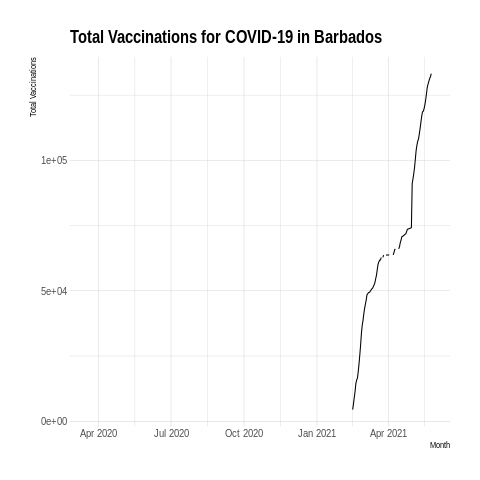 Total Vaccinations for COVID-19 in Barbados
Total Vaccinations
1e+05
5e+04
0e+00
Apr 2020 Jul 2020 Oct 2020 Jan 2021 Apr 2021
Month